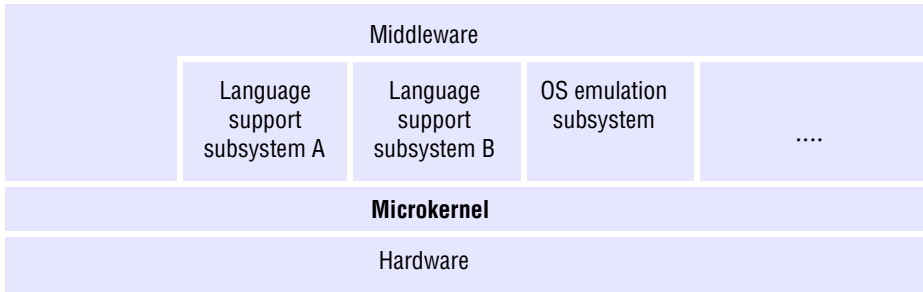 Middleware
Language
support
subsystem A
Language
support
subsystem B
OS emulation
subsystem
....
Microkernel
Hardware